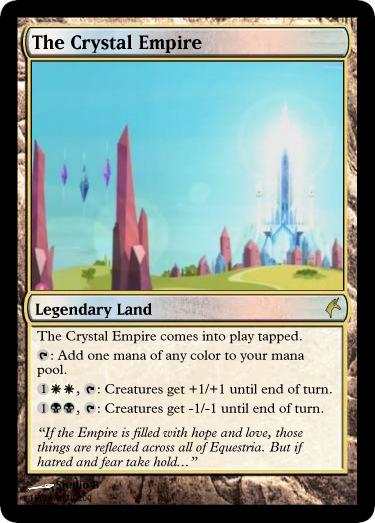 The Crystal Empire
Legendary Land
The Crystal Empire comes into play tapped.
: Add one mana of any color to your mana
pool.
1, : Creatures get +1/+1 until end of turn.
1, : Creatures get -1/-1 until end of turn.
“If the Empire is filled with hope and love, those
things are reflected across all of Equestria. But if
hatred and fear take hold…”
Studio B